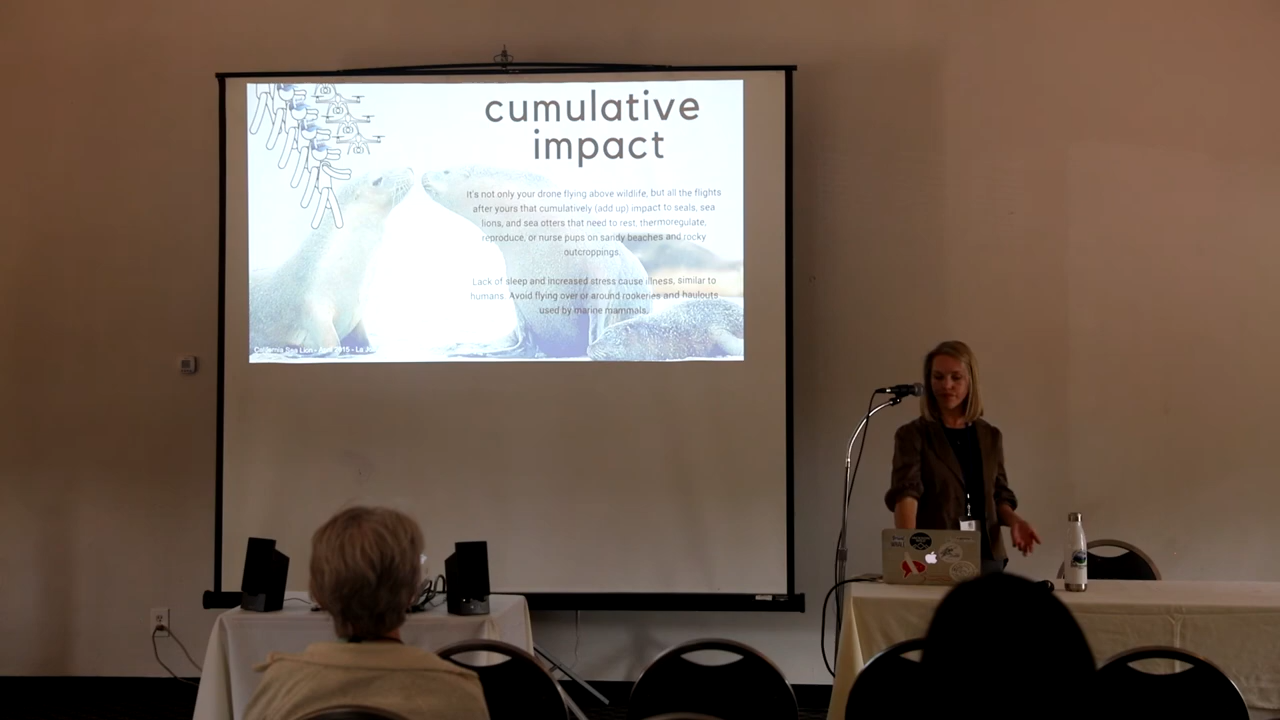 cumulative
impact
It's not only your drone flying above wildlife, but all the flights
after yours that cumulatively (add up) impact to seals, sea
lions, and sea otters that need to rest, thermoregulate,
reproduce, or nurse pups on sandy beaches and rocky
outcroppings.
Lack of sleep and increased stress cause illness, similar to
humans. Avoid flying over or around rookeries and haulouts
used by marine mammals.
California Sea Lion - 2015 - La